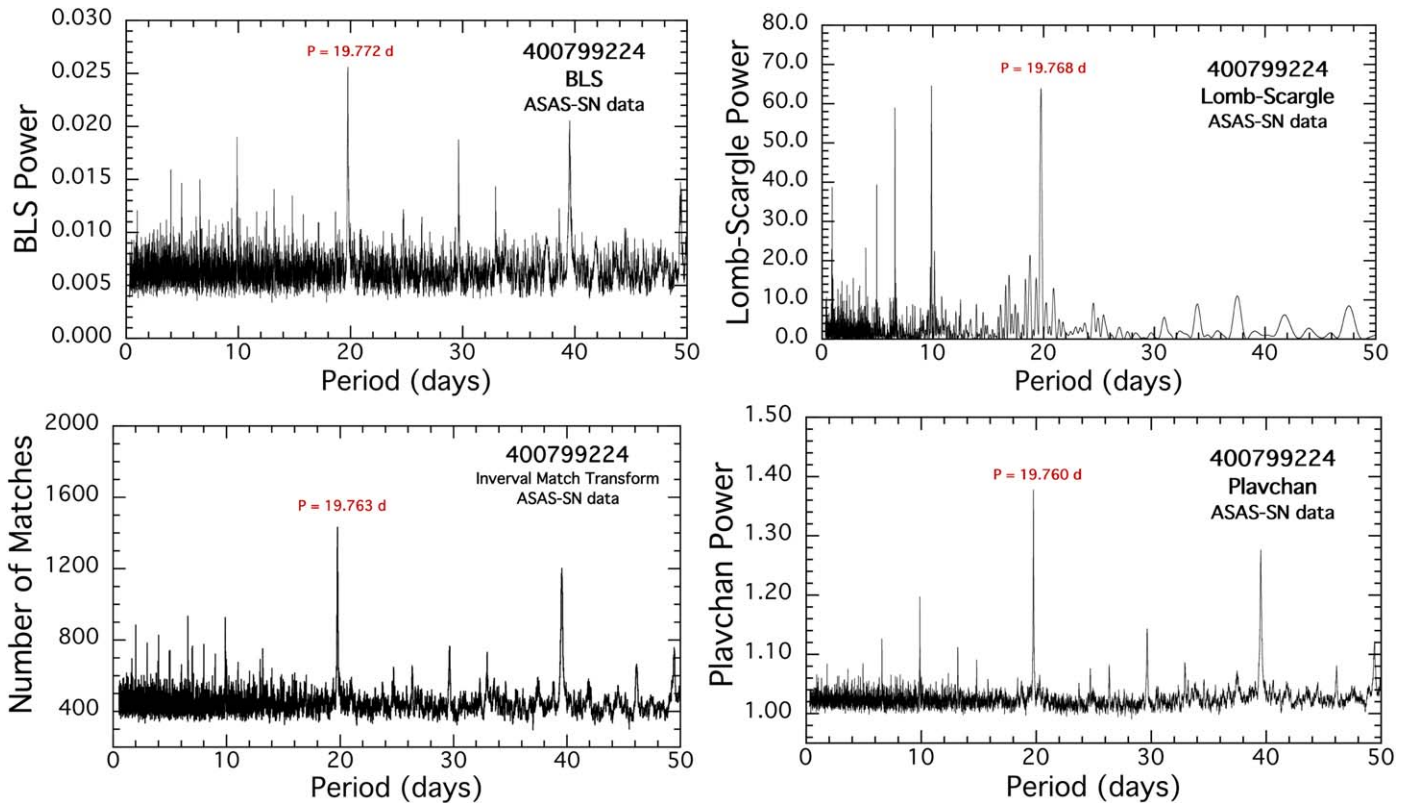 0.030
0.025
0.020
0.015
0.010
0.005
0.000
BLS Power
P = 19.772 d
400799224
BLS
ASAS-SN data
0 10 20 30 40 50
Period (days)
80.0
70.0
60.0
50.0
40.0
30.0
20.0
10.0
0.0
Lomb-Scargle Power
P = 19.768 d
400799224
Lomb-Scargle
ASAS-SN data
0 10 20 30 40 50
Period (days)
2000
1600
1200
800
400
Number of Matches
P = 19.763 d
400799224
Inverval Match Transform
ASAS-SN data
0 10 20 30 40 50
Period (days)
1.50
1.40
1.30
1.20
1.10
1.00
Plavchan Power
P = 19.760 d
400799224
Plavchan
ASAS-SN data
0 10 20 30 40 50
Period (days)